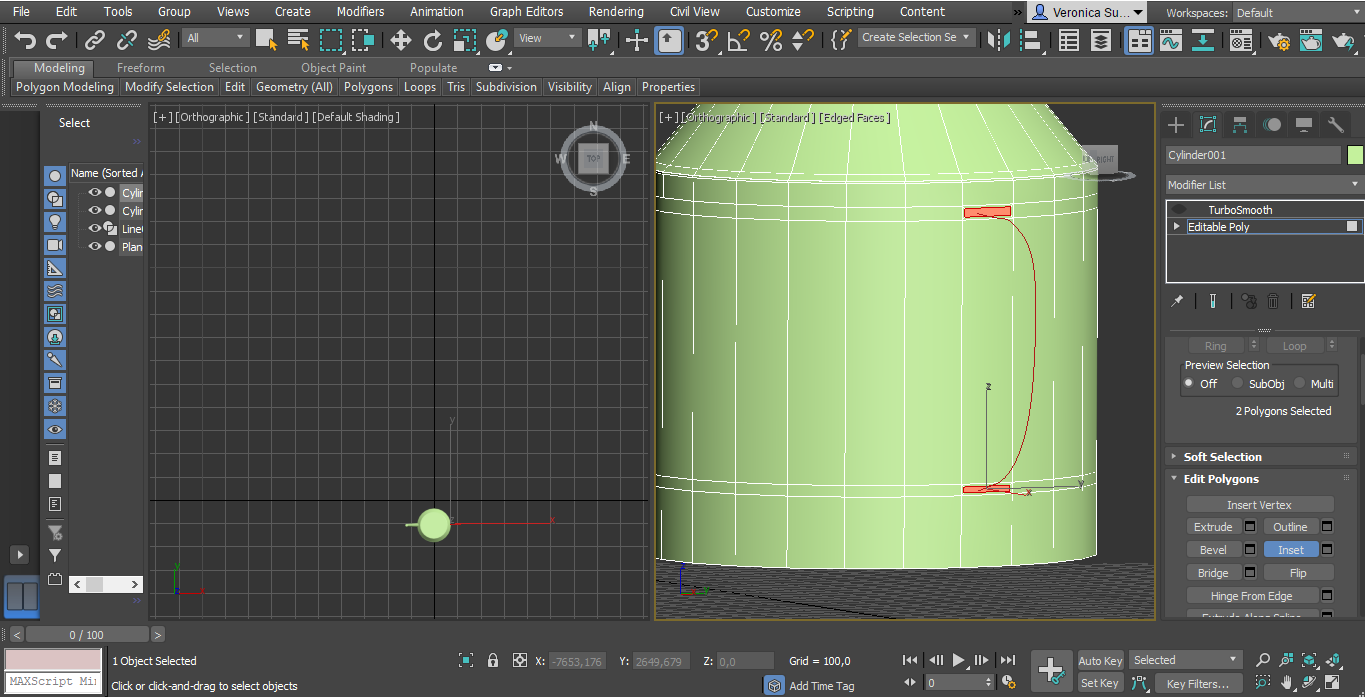 File Edit Tools Group Views Create Modifiers Animation Graph Editors Rendering Civil View Customize Scripting Content » Veronica Su... Workspaces: Default
All View Create Selection Se
Modeling Freeform Selection Object Paint Populate
Polygon Modeling Modify Selection Edit Geometry (All) Polygons Loops Tris Subdivision Visibility Align Properties
Select
Name (Sorted A
Cylin
Cylin
Line0
Plan
[+] [Orthographic] [Standard] [Default Shading]
N
W TOP E
S
y
x
z
y
[+] [Orthographic] [Standard] [Edged Faces]
RIGHT
z
y
x
Cylinder001
Modifier List
TurboSmooth
Editable Poly
Ring Loop
Preview Selection
Off SubObj Multi
2 Polygons Selected
Soft Selection
Edit Polygons
Insert Vertex
Extrude Outline
Bevel Inset
Bridge Flip
Hinge From Edge
Extrude Along Spline
< 0 / 100 >
1 Object Selected X: -7653,176 Y: 2649,679 Z: 0,0 Grid = 100,0 Auto Key Selected
MAXScript Mi Click or click-and-drag to select objects Add Time Tag 0 Set Key Key Filters...